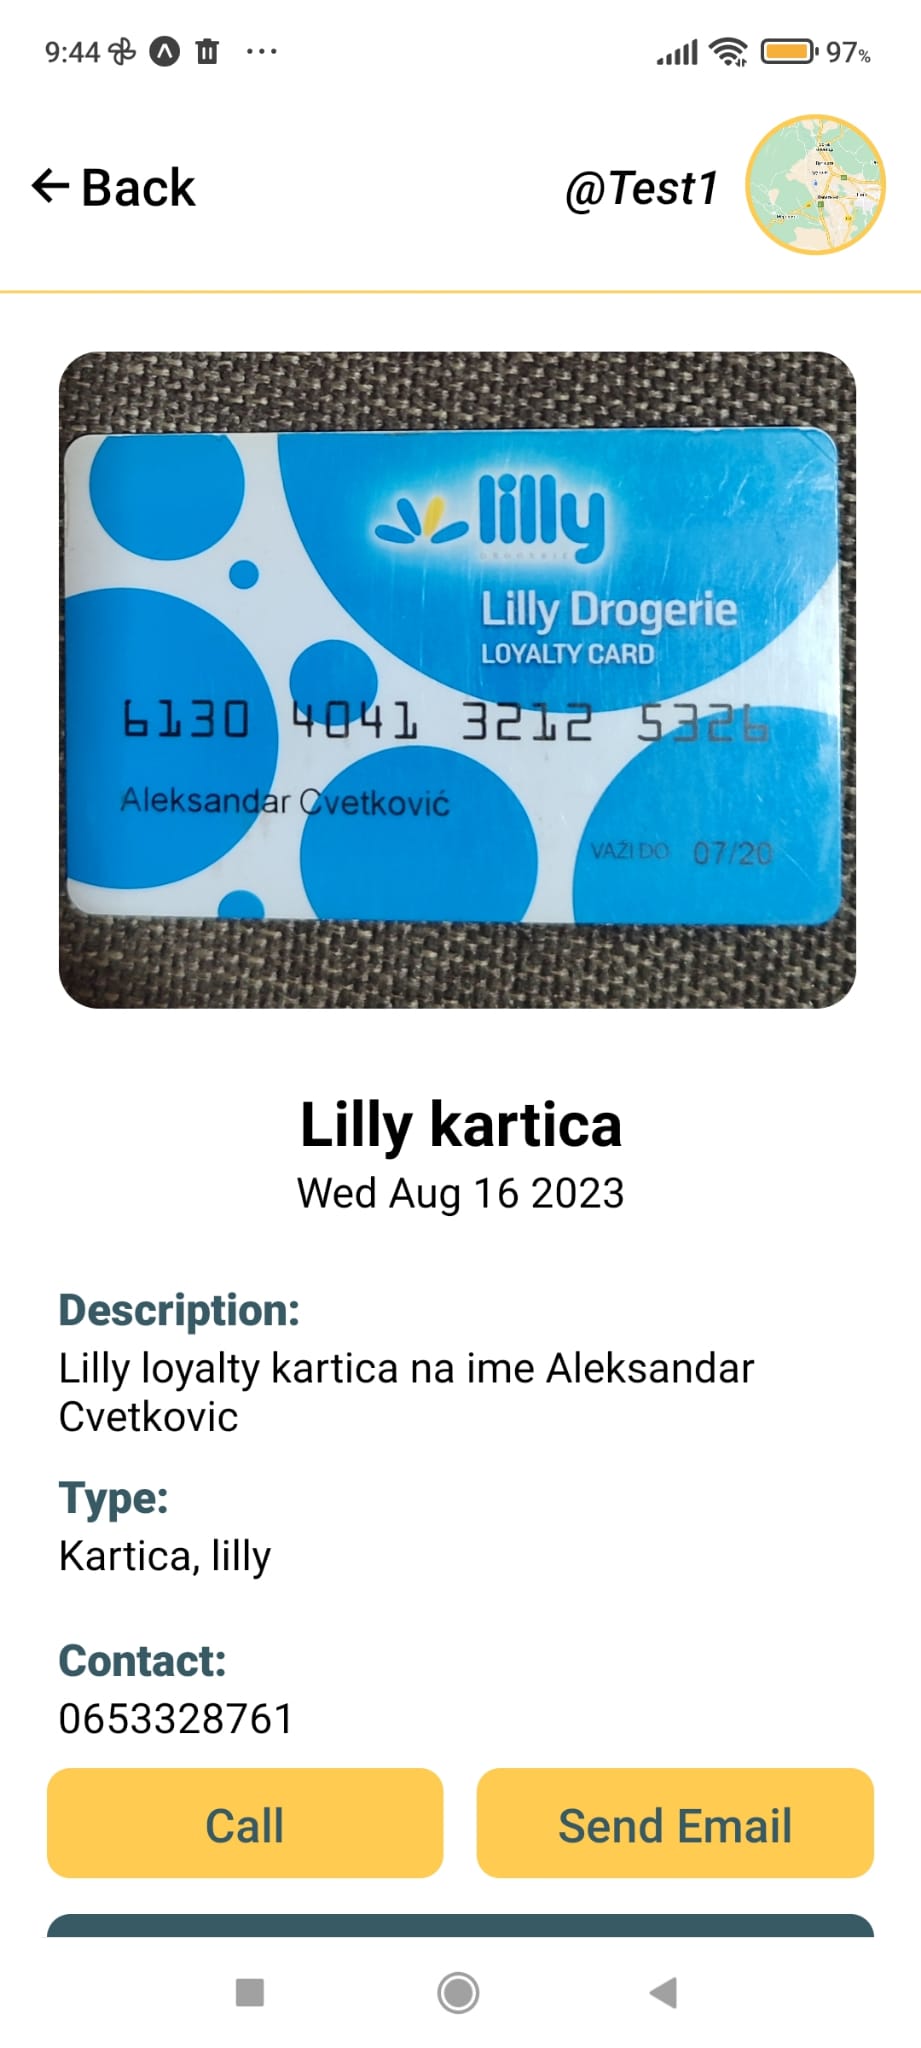 9:44
97%
Back
@Test1
lilly
DROGERIE
Lilly Drogerie
LOYALTY CARD
6130 4041 3212 5326
Aleksandar Cvetković
VAŽI DO 07/20
Lilly kartica
Wed Aug 16 2023
Description:
Lilly loyalty kartica na ime Aleksandar
Cvetkovic
Type:
Kartica, lilly
Contact:
0653328761
Call
Send Email